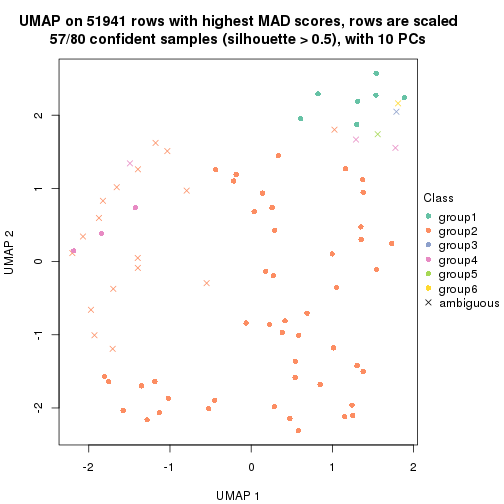 UMAP on 51941 rows with highest MAD scores, rows are scaled
57/80 confident samples (silhouette > 0.5), with 10 PCs
UMAP 2
2
1
0
-1
-2
-2
-1
0
1
2
UMAP 1
Class
group1
group2
group3
group4
group5
group6
ambiguous